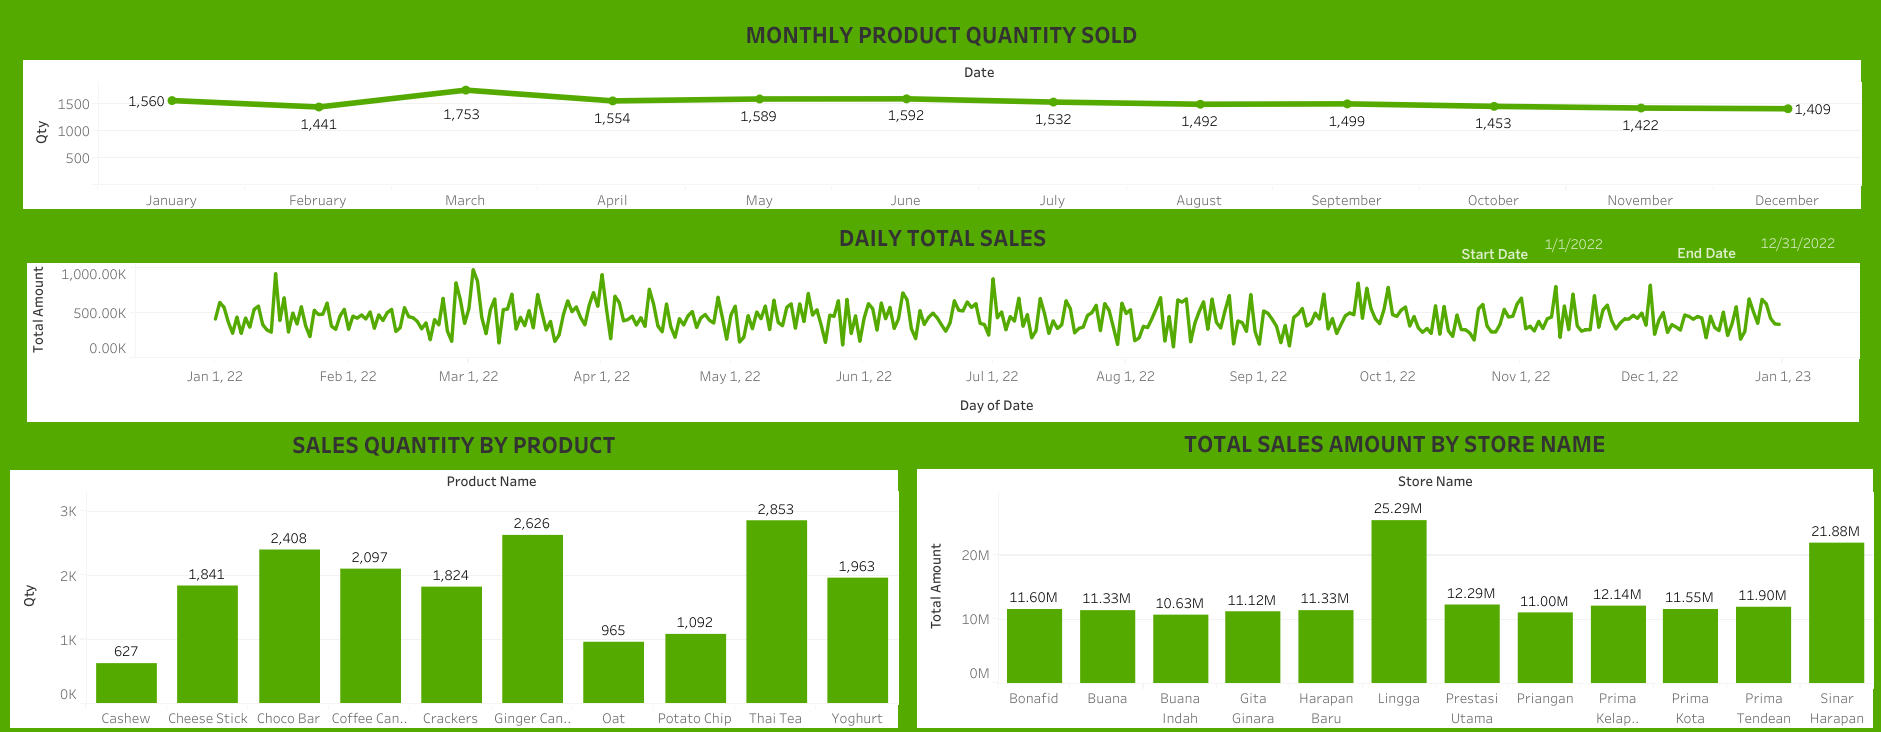 MONTHLY PRODUCT QUANTITY SOLD
Date
Qty
1500
1000
500
1,560
1,441
1,753
1,554
1,589
1,592
1,532
1,492
1,499
1,453
1,422
1,409
January February March April May June July August September October November December
DAILY TOTAL SALES
Start Date 1/1/2022 End Date 12/31/2022
Total Amount
1,000.00K
500.00K
0.00K
Jan 1, 22 Feb 1, 22 Mar 1, 22 Apr 1, 22 May 1, 22 Jun 1, 22 Jul 1, 22 Aug 1, 22 Sep 1, 22 Oct 1, 22 Nov 1, 22 Dec 1, 22 Jan 1, 23
Day of Date
SALES QUANTITY BY PRODUCT
Product Name
Qty
3K
2K
1K
0K
627
1,841
2,408
2,097
1,824
2,626
965
1,092
2,853
1,963
Cashew Cheese Stick Choco Bar Coffee Can.. Crackers Ginger Can.. Oat Potato Chip Thai Tea Yoghurt
TOTAL SALES AMOUNT BY STORE NAME
Store Name
Total Amount
20M
10M
0M
11.60M
11.33M
10.63M
11.12M
11.33M
25.29M
12.29M
11.00M
12.14M
11.55M
11.90M
21.88M
Bonafid
Buana
Buana
Indah
Gita
Ginara
Harapan
Baru
Lingga
Prestasi
Utama
Priangan
Prima
Kelap..
Prima
Kota
Prima
Tendean
Sinar
Harapan